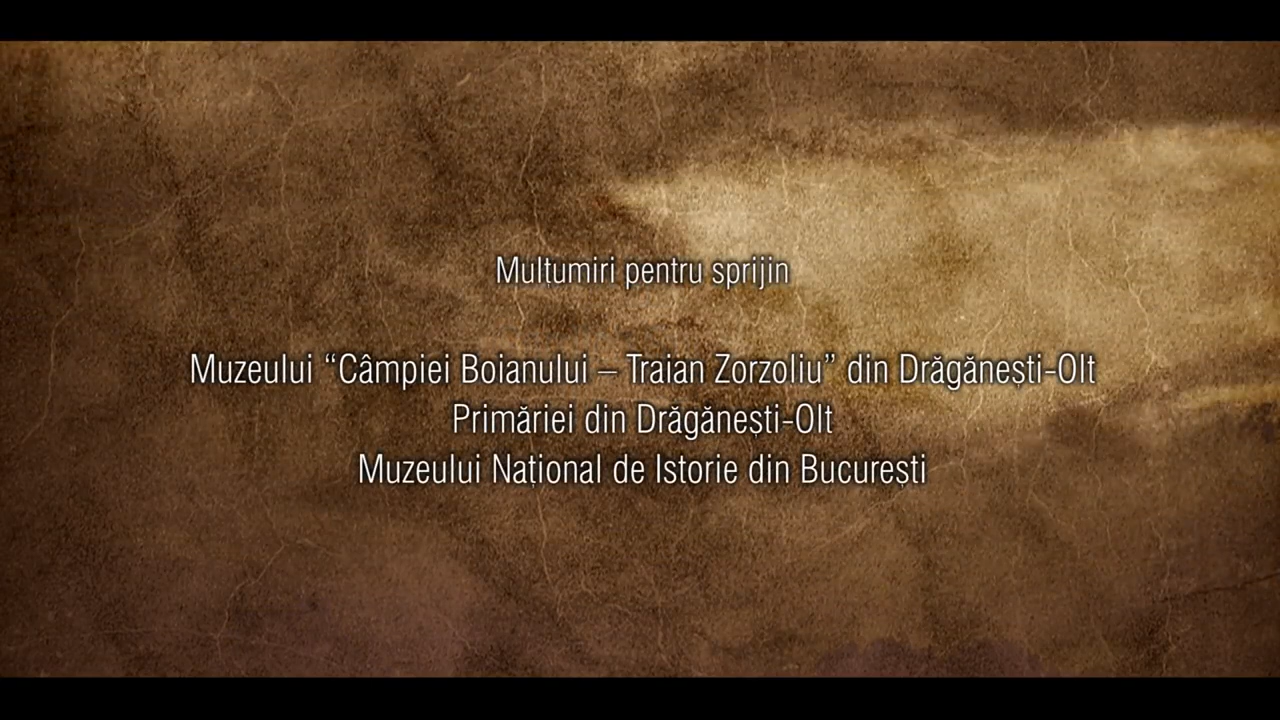 Mulțumiri pentru sprijin
Muzeului “Câmpiei Boianului – Traian Zorzoliu” din Drăgănești-Olt
Primăriei din Drăgănești-Olt
Muzeului Național de Istorie din București